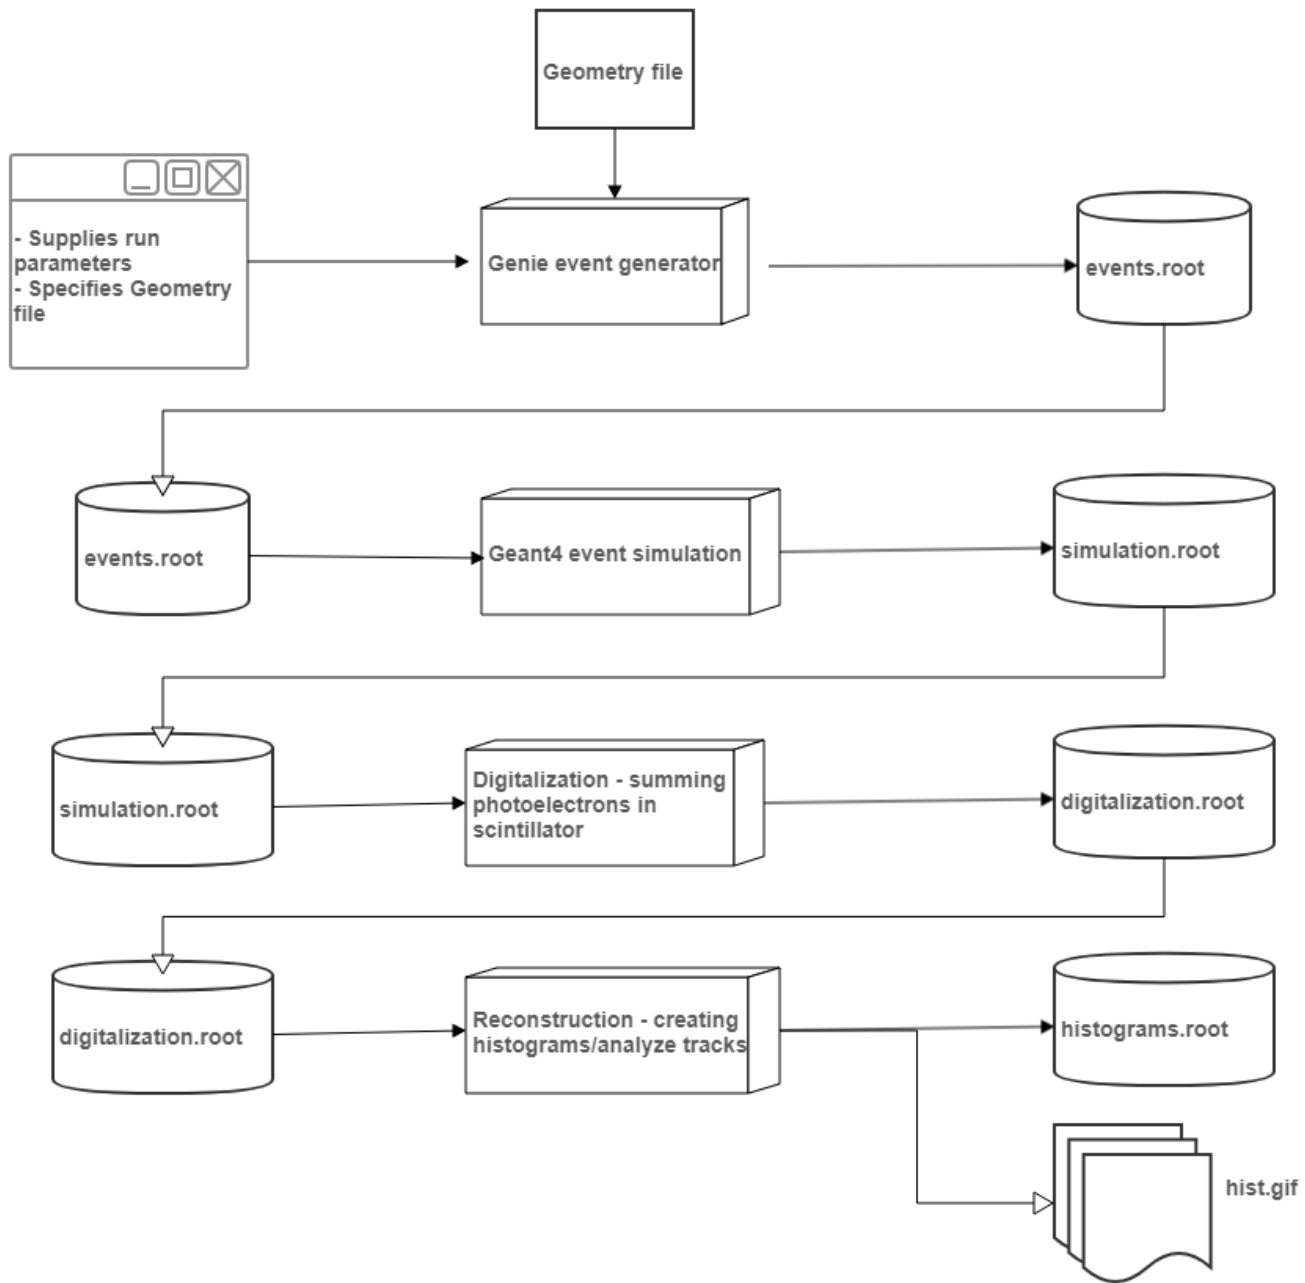 Geometry file
- Supplies run
parameters
- Specifies Geometry
file
Genie event generator
events.root
events.root
Geant4 event simulation
simulation.root
simulation.root
Digitalization - summing
photoelectrons in
scintillator
digitalization.root
digitalization.root
Reconstruction - creating
histograms/analyze tracks
histograms.root
hist.gif